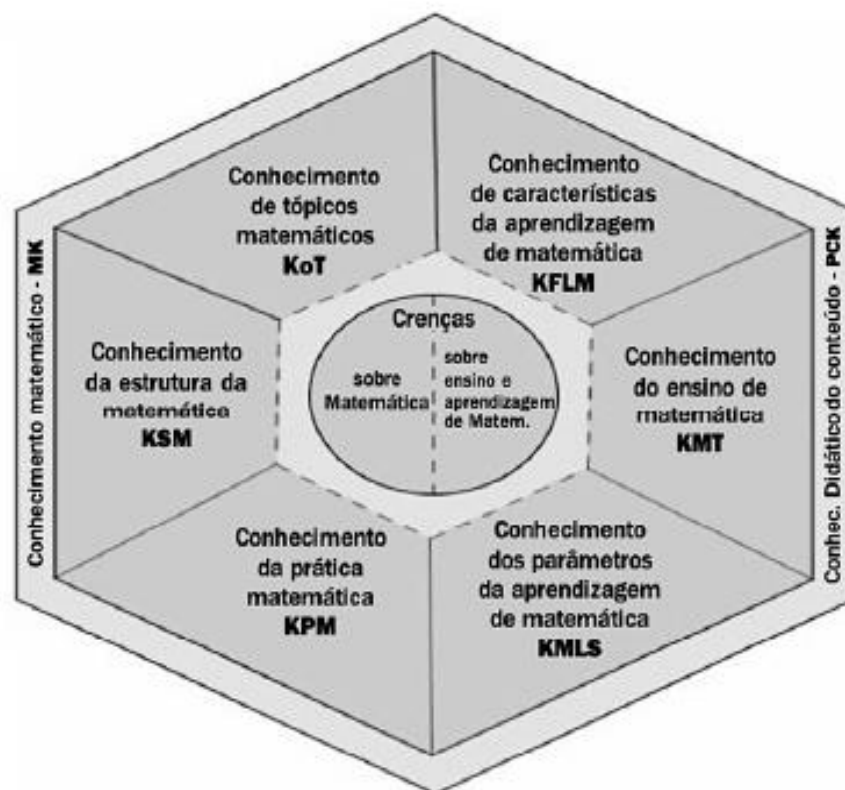 Conhecimento
de tópicos
matemáticos
KoT
Conhecimento
de características
da aprendizagem
de matemática
KFLM
Conhecimento matemático - MK
Conhecimento
da estrutura da
matemática
KSM
Crenças
sobre
Matemática
sobre
ensino e
aprendizagem
de Matem.
Conhecimento
do ensino de
matemática
KMT
Conhec. Didático do conteúdo - PCK
Conhecimento
da prática
matemática
KPM
Conhecimento
dos parâmetros
da aprendizagem
de matemática
KMLS